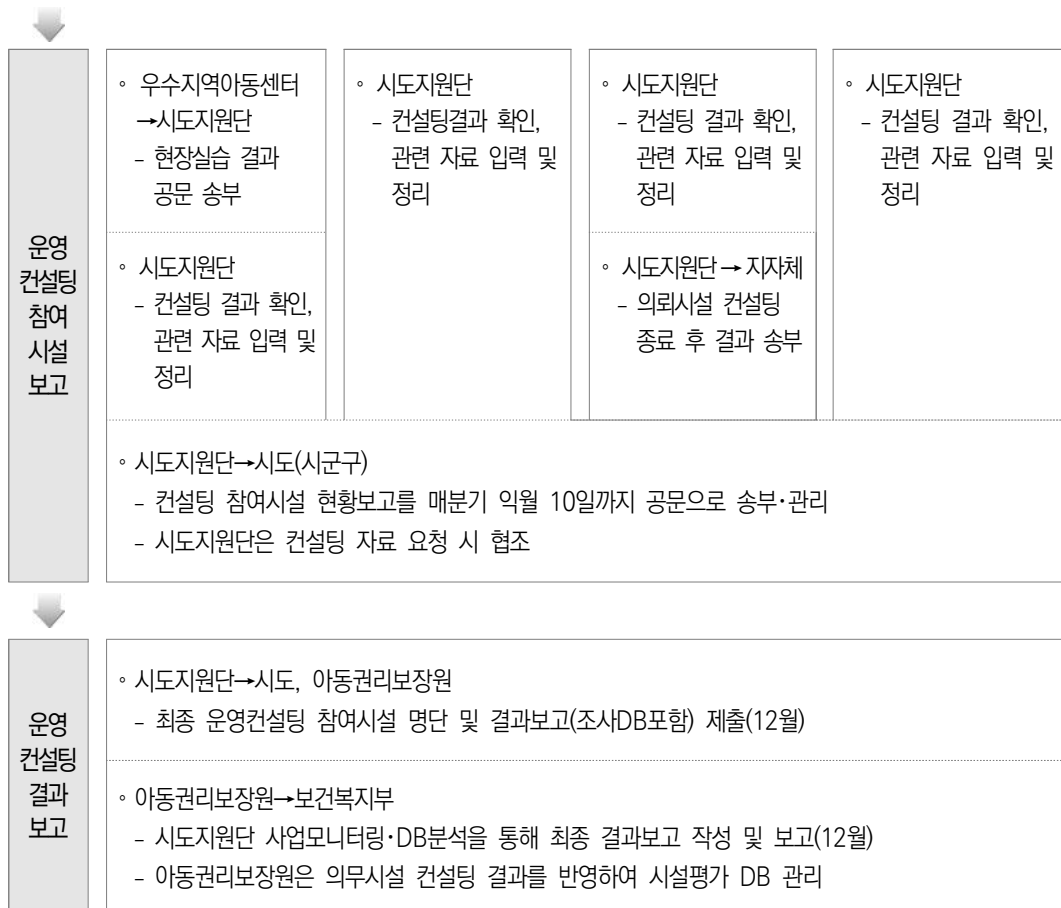 운영
컨설팅
참여
시설
보고
◦ 우수지역아동센터
→시도지원단
- 현장실습 결과
공문 송부
◦ 시도지원단
- 컨설팅 결과 확인,
관련 자료 입력 및
정리
◦ 시도지원단
- 컨설팅결과 확인,
관련 자료 입력 및
정리
◦ 시도지원단
- 컨설팅 결과 확인,
관련 자료 입력 및
정리
◦ 시도지원단→ 지자체
- 의뢰시설 컨설팅
종료 후 결과 송부
◦ 시도지원단
- 컨설팅 결과 확인,
관련 자료 입력 및
정리
◦ 시도지원단→시도(시군구)
- 컨설팅 참여시설 현황보고를 매분기 익월 10일까지 공문으로 송부·관리
- 시도지원단은 컨설팅 자료 요청 시 협조
운영
컨설팅
결과
보고
◦ 시도지원단→시도, 아동권리보장원
- 최종 운영컨설팅 참여시설 명단 및 결과보고(조사DB포함) 제출(12월)
◦ 아동권리보장원→보건복지부
- 시도지원단 사업모니터링·DB분석을 통해 최종 결과보고 작성 및 보고(12월)
- 아동권리보장원은 의무시설 컨설팅 결과를 반영하여 시설평가 DB 관리